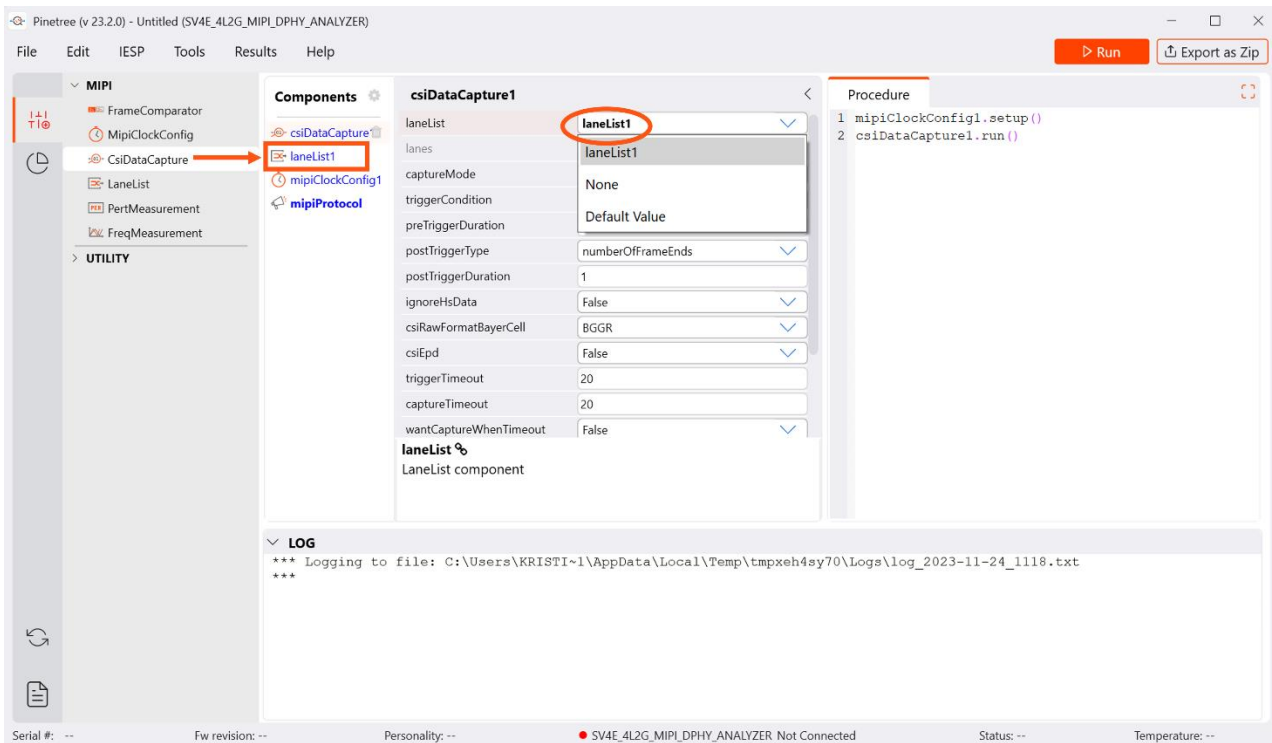 Pinetree (v 23.2.0) - Untitled (SV4E_4L2G_MIPI_DPHY_ANALYZER)
File Edit IESP Tools Results Help
Run
Export as Zip
MIPI
FrameComparator
MipiClockConfig
CsiDataCapture
LaneList
PertMeasurement
FreqMeasurement
UTILITY
Components
csiDataCapture1
laneList1
mipiClockConfig1
mipiProtocol
csiDataCapture1
laneList laneList1
lanes laneList1
captureMode None
triggerCondition Default Value
preTriggerDuration
postTriggerType numberOfFrameEnds
postTriggerDuration 1
ignoreHsData False
csiRawFormatBayerCell BGGR
csiEpd False
triggerTimeout 20
captureTimeout 20
wantCaptureWhenTimeout False
laneList
LaneList component
Procedure
1 mipiClockConfig1.setup()
2 csiDataCapture1.run()
LOG
*** Logging to file: C:\Users\KRISTI~1\AppData\Local\Temp\tmpxeh4sy70\Logs\log_2023-11-24_1118.txt
***
Serial #: -- Fw revision: -- Personality: -- SV4E_4L2G_MIPI_DPHY_ANALYZER Not Connected Status: -- Temperature: --